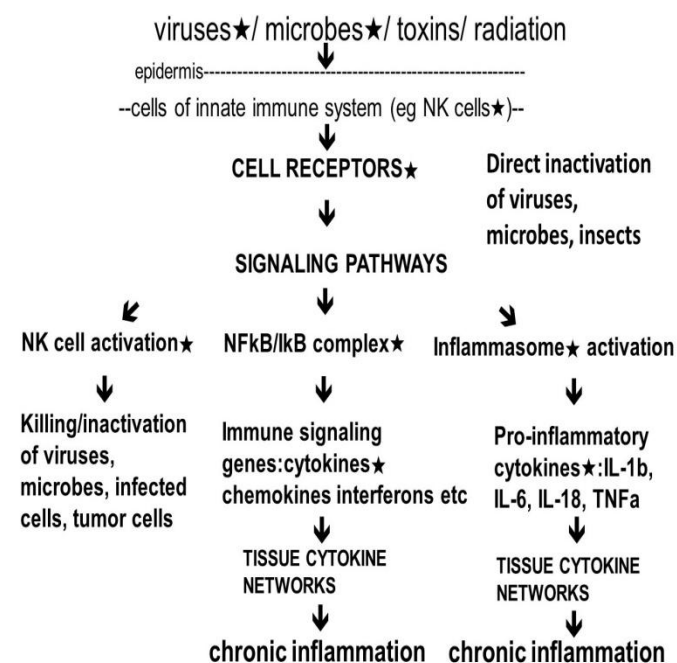 viruses★/ microbes★/ toxins/ radiation
epidermis----------------------------------------------------------
--cells of innate immune system (eg NK cells★)--
CELL RECEPTORS★
Direct inactivation
of viruses,
microbes, insects
SIGNALING PATHWAYS
NK cell activation★
NFkB/IkB complex★
Inflammasome★ activation
Killing/inactivation
of viruses,
microbes, infected
cells, tumor cells
Immune signaling
genes:cytokines★
chemokines interferons etc
Pro-inflammatory
cytokines★:IL-1b,
IL-6, IL-18, TNFa
TISSUE CYTOKINE
NETWORKS
TISSUE CYTOKINE
NETWORKS
chronic inflammation
chronic inflammation